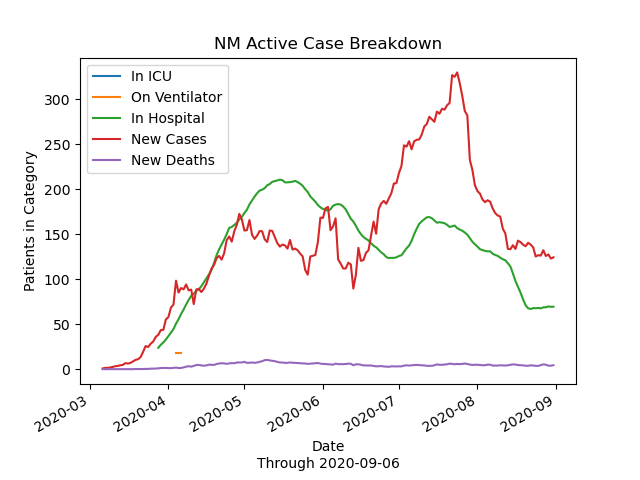 NM Active Case Breakdown
In ICU
On Ventilator
In Hospital
New Cases
New Deaths
Patients in Category
300
250
200
150
100
50
0
2020-03
2020-04
2020-05
2020-06
2020-07
2020-08
2020-09
Date
Through 2020-09-06